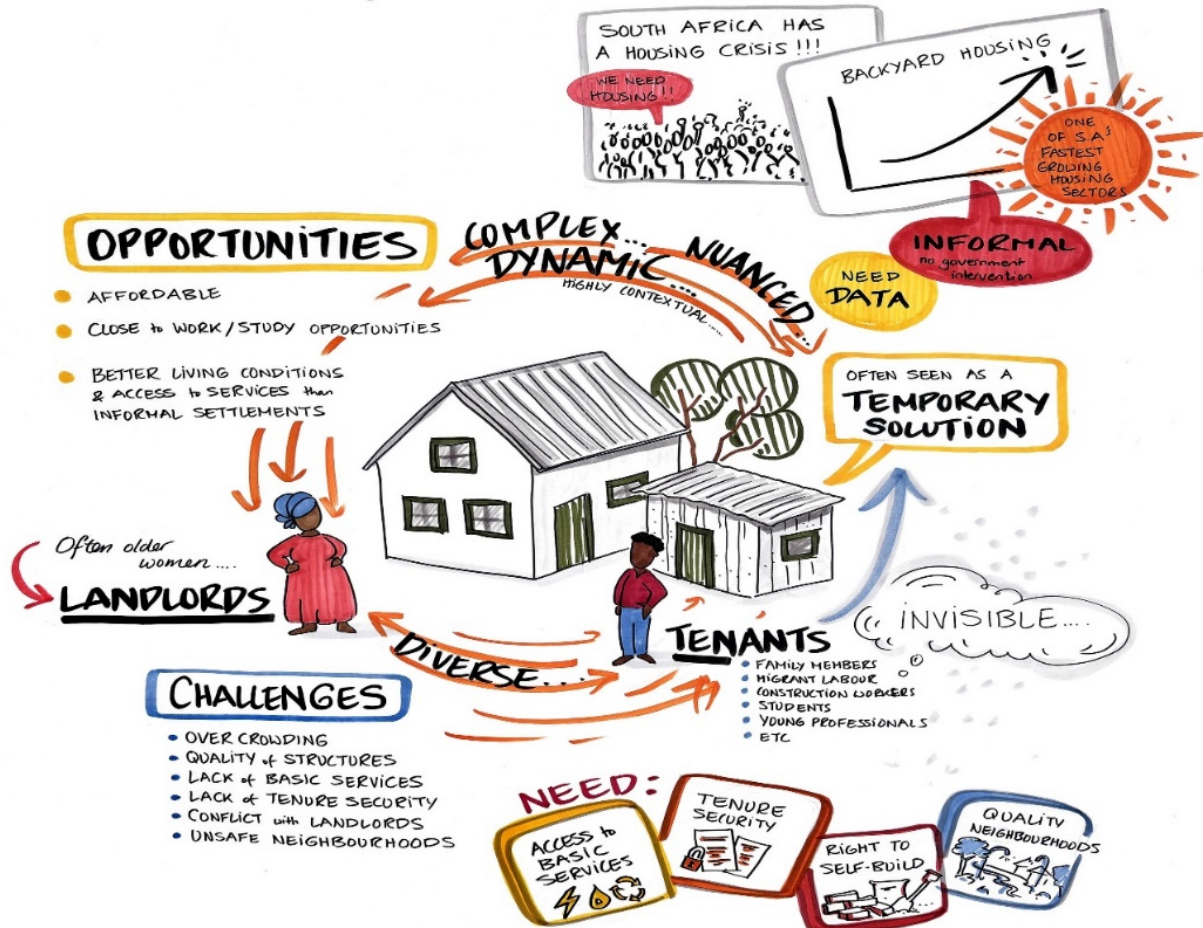 SOUTH AFRICA HAS
A HOUSING CRISIS !!!
WE NEED
HOUSING!!
BACKYARD HOUSING
ONE
OF S.A's
FASTEST
GROWING
HOUSING
SECTORS
INFORMAL
no government
intervention
NEED
DATA
OPPORTUNITIES
AFFORDABLE
CLOSE to WORK/STUDY OPPORTUNITIES
BETTER LIVING CONDITIONS
& ACCESS to SERVICES than
INFORMAL SETTLEMENTS
COMPLEX...
DYNAMIC....
HIGHLY CONTEXTUAL.....
NUANCED...
OFTEN SEEN AS A
TEMPORARY
SOLUTION
Often older
women....
LANDLORDS
DIVERSE...
TENANTS
FAMILY MEMBERS
MIGRANT LABOUR
CONSTRUCTION WORKERS
STUDENTS
YOUNG PROFESSIONALS
ETC
INVISIBLE....
CHALLENGES
OVER CROWDING
QUALITY of STRUCTURES
LACK of BASIC SERVICES
LACK of TENURE SECURITY
CONFLICT with LANDLORDS
UNSAFE NEIGHBOURHOODS
NEED:
ACCESS to
BASIC
SERVICES
TENURE
SECURITY
RIGHT TO
SELF-BUILD
QUALITY
NEIGHBOURHOODS